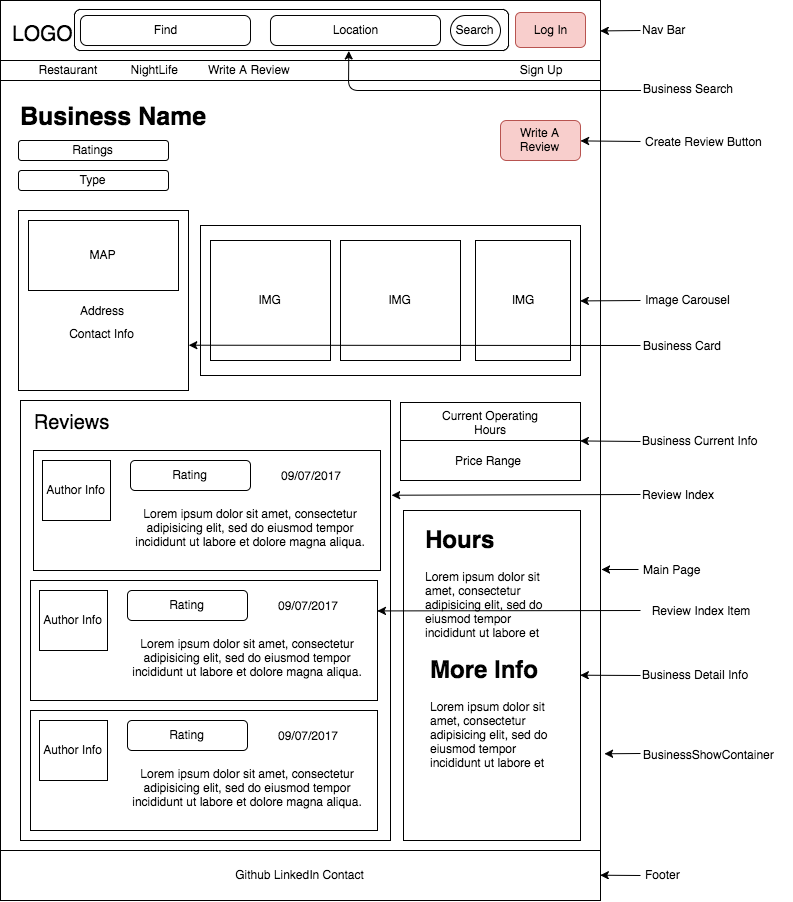 LOGO
Find
Location
Search
Log In
Nav Bar
Restaurant
NightLife
Write A Review
Sign Up
Business Search
Business Name
Write A
Review
Create Review Button
Ratings
Type
MAP
Address
Contact Info
IMG
IMG
IMG
Image Carousel
Business Card
Reviews
Current Operating
Hours
Price Range
Business Current Info
Author Info
Rating
09/07/2017
Lorem ipsum dolor sit amet, consectetur
adipisicing elit, sed do eiusmod tempor
incididunt ut labore et dolore magna aliqua.
Review Index
Hours
Lorem ipsum dolor sit
amet, consectetur
adipisicing elit, sed do
eiusmod tempor
incididunt ut labore et
Main Page
Author Info
Rating
09/07/2017
Lorem ipsum dolor sit amet, consectetur
adipisicing elit, sed do eiusmod tempor
incididunt ut labore et dolore magna aliqua.
Review Index Item
More Info
Lorem ipsum dolor sit
amet, consectetur
adipisicing elit, sed do
eiusmod tempor
incididunt ut labore et
Business Detail Info
Author Info
Rating
09/07/2017
Lorem ipsum dolor sit amet, consectetur
adipisicing elit, sed do eiusmod tempor
incididunt ut labore et dolore magna aliqua.
BusinessShowContainer
Github LinkedIn Contact
Footer